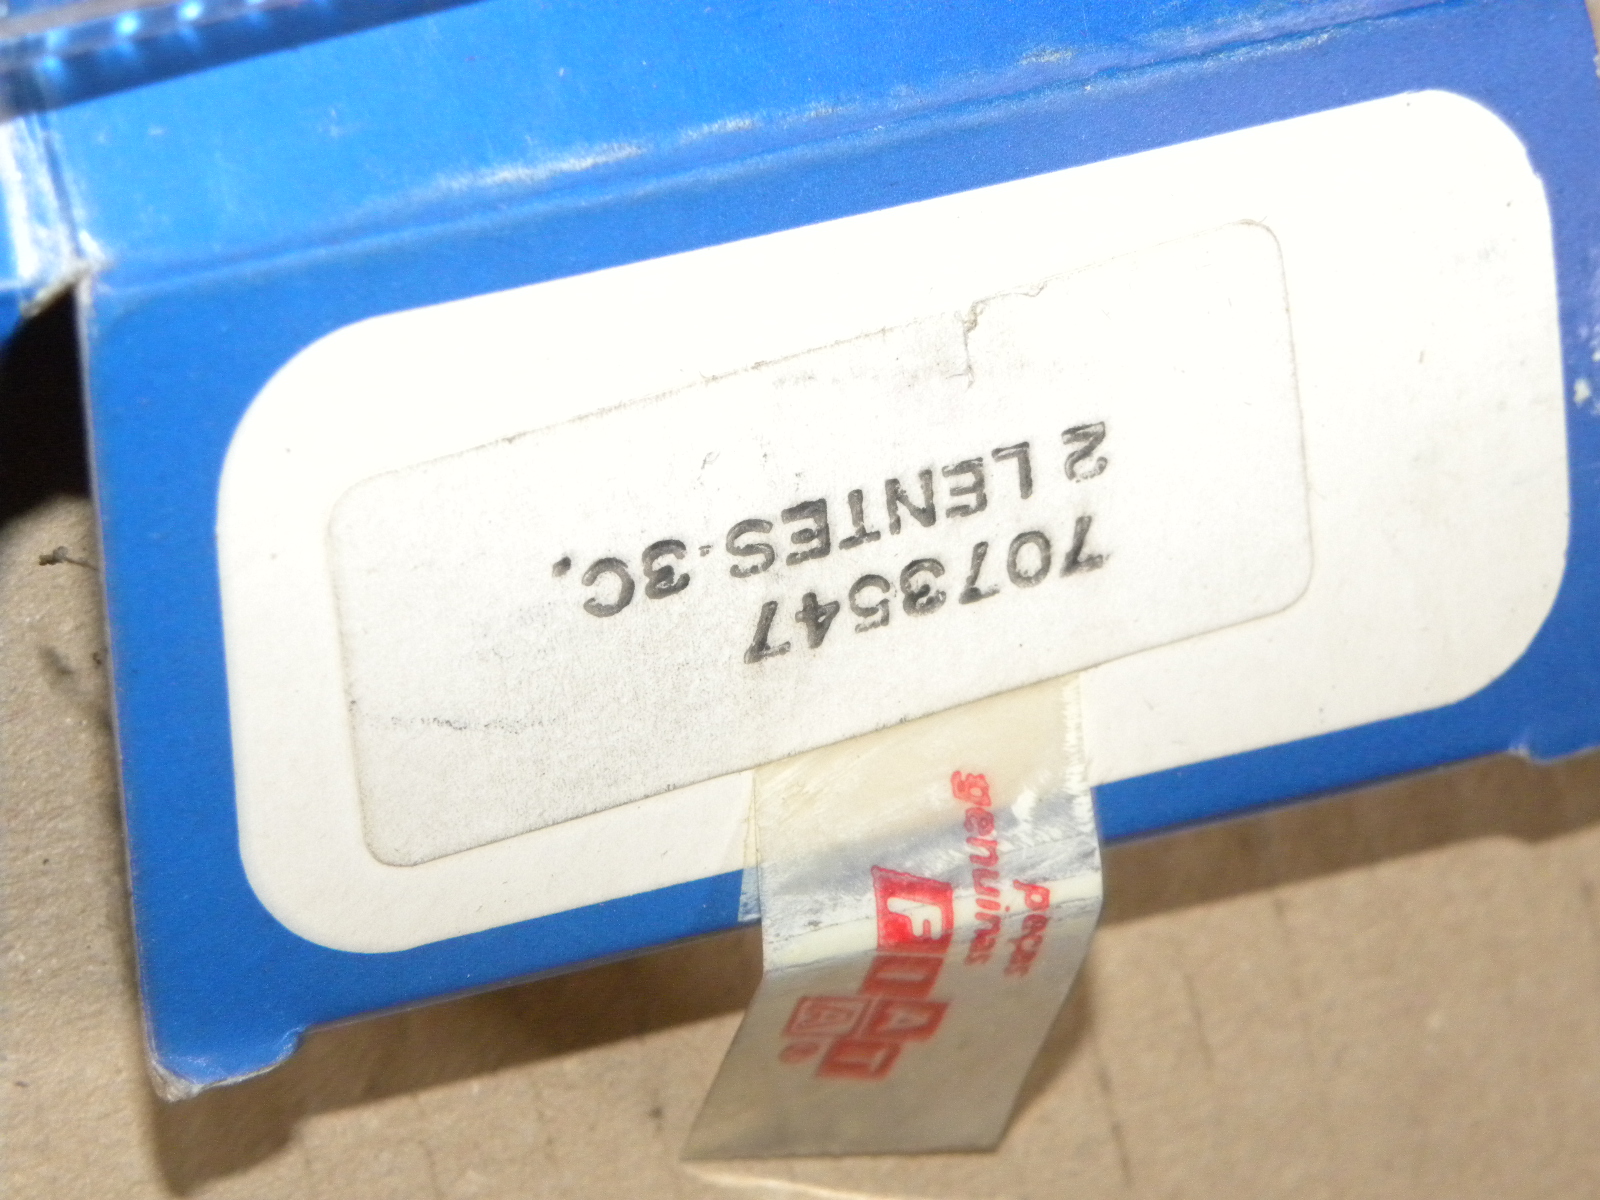 7073547
2 LENTES.3C.
peças
genuinas
FIAT